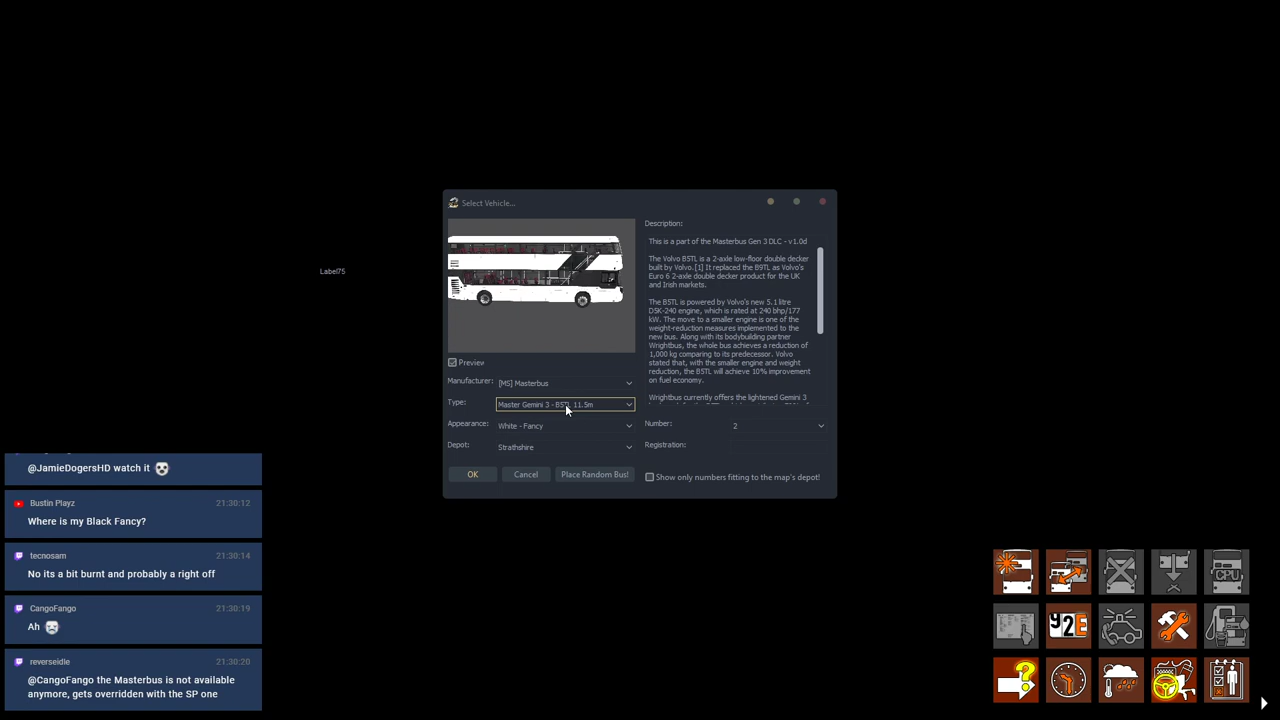 Select Vehicle...
Description:
This is a part of the Masterbus Gen 3 DLC - v1.0d
The Volvo B5TL is a 2-axle low-floor double decker
built by Volvo.[1] It replaced the B9TL as Volvo's
Euro 6 2-axle double decker product for the UK
and Irish markets.
The B5TL is powered by Volvo's new 5.1 litre
D5K-240 engine, which is rated at 240 bhp/177
kW. The move to a smaller engine is one of the
weight-reduction measures implemented to the
new bus. Along with its bodybuilding partner
Wrightbus, the whole bus achieves a reduction of
1,000 kg comparing to its predecessor. Volvo
stated that, with the smaller engine and weight
reduction, the B5TL will achieve 10% improvement
on fuel economy.
Wrightbus currently offers the lightened Gemini 3
Label75
Preview
Manufacturer: [MS] Masterbus
Type: Master Gemini 3 - B5TL 11.5m
Appearance: White - Fancy
Number: 2
Depot: Strathshire
Registration:
OK
Cancel
Place Random Bus!
Show only numbers fitting to the map's depot!
@JamieDogersHD watch it
Bustin Playz 21:30:12
Where is my Black Fancy?
tecnosam 21:30:14
No its a bit burnt and probably a right off
CangoFango 21:30:19
Ah
reverseidle 21:30:20
@CangoFango the Masterbus is not available
anymore, gets overridden with the SP one
CPU
92E
?